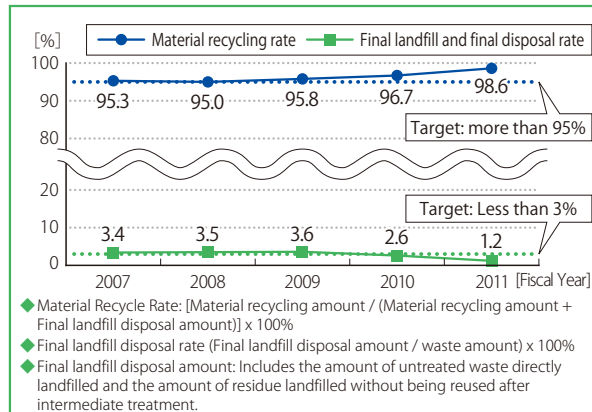 [%]
Material recycling rate
Final landfill and final disposal rate
100
90
80
20
10
0
95.3
95.0
95.8
96.7
98.6
Target: more than 95%
Target: Less than 3%
3.4
3.5
3.6
2.6
1.2
2007
2008
2009
2010
2011
[Fiscal Year]
◆ Material Recycle Rate: [Material recycling amount / (Material recycling amount +
Final landfill disposal amount)] x 100%
◆ Final landfill disposal rate (Final landfill disposal amount / waste amount) x 100%
◆ Final landfill disposal amount: Includes the amount of untreated waste directly
landfilled and the amount of residue landfilled without being reused after
intermediate treatment.